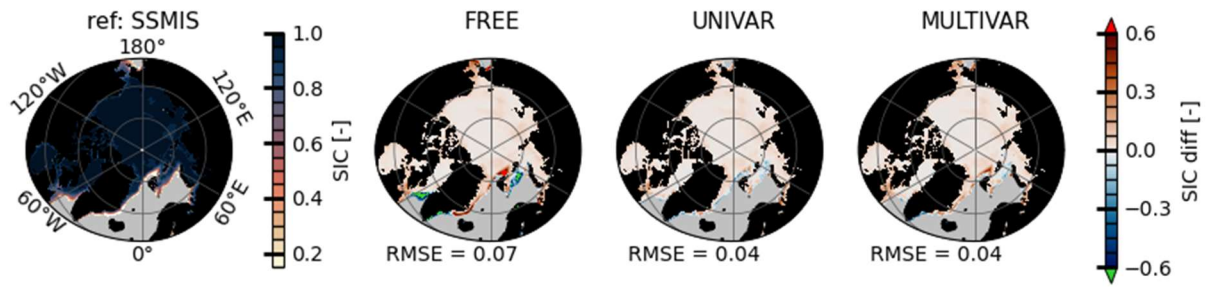 ref: SSMIS
FREE
UNIVAR
MULTIVAR
180°
120°W
120°E
60°W
60°E
0°
1.0
0.8
0.6
0.4
0.2
SIC [-]
RMSE = 0.07
RMSE = 0.04
RMSE = 0.04
0.6
0.3
0.0
−0.3
−0.6
SIC diff [-]